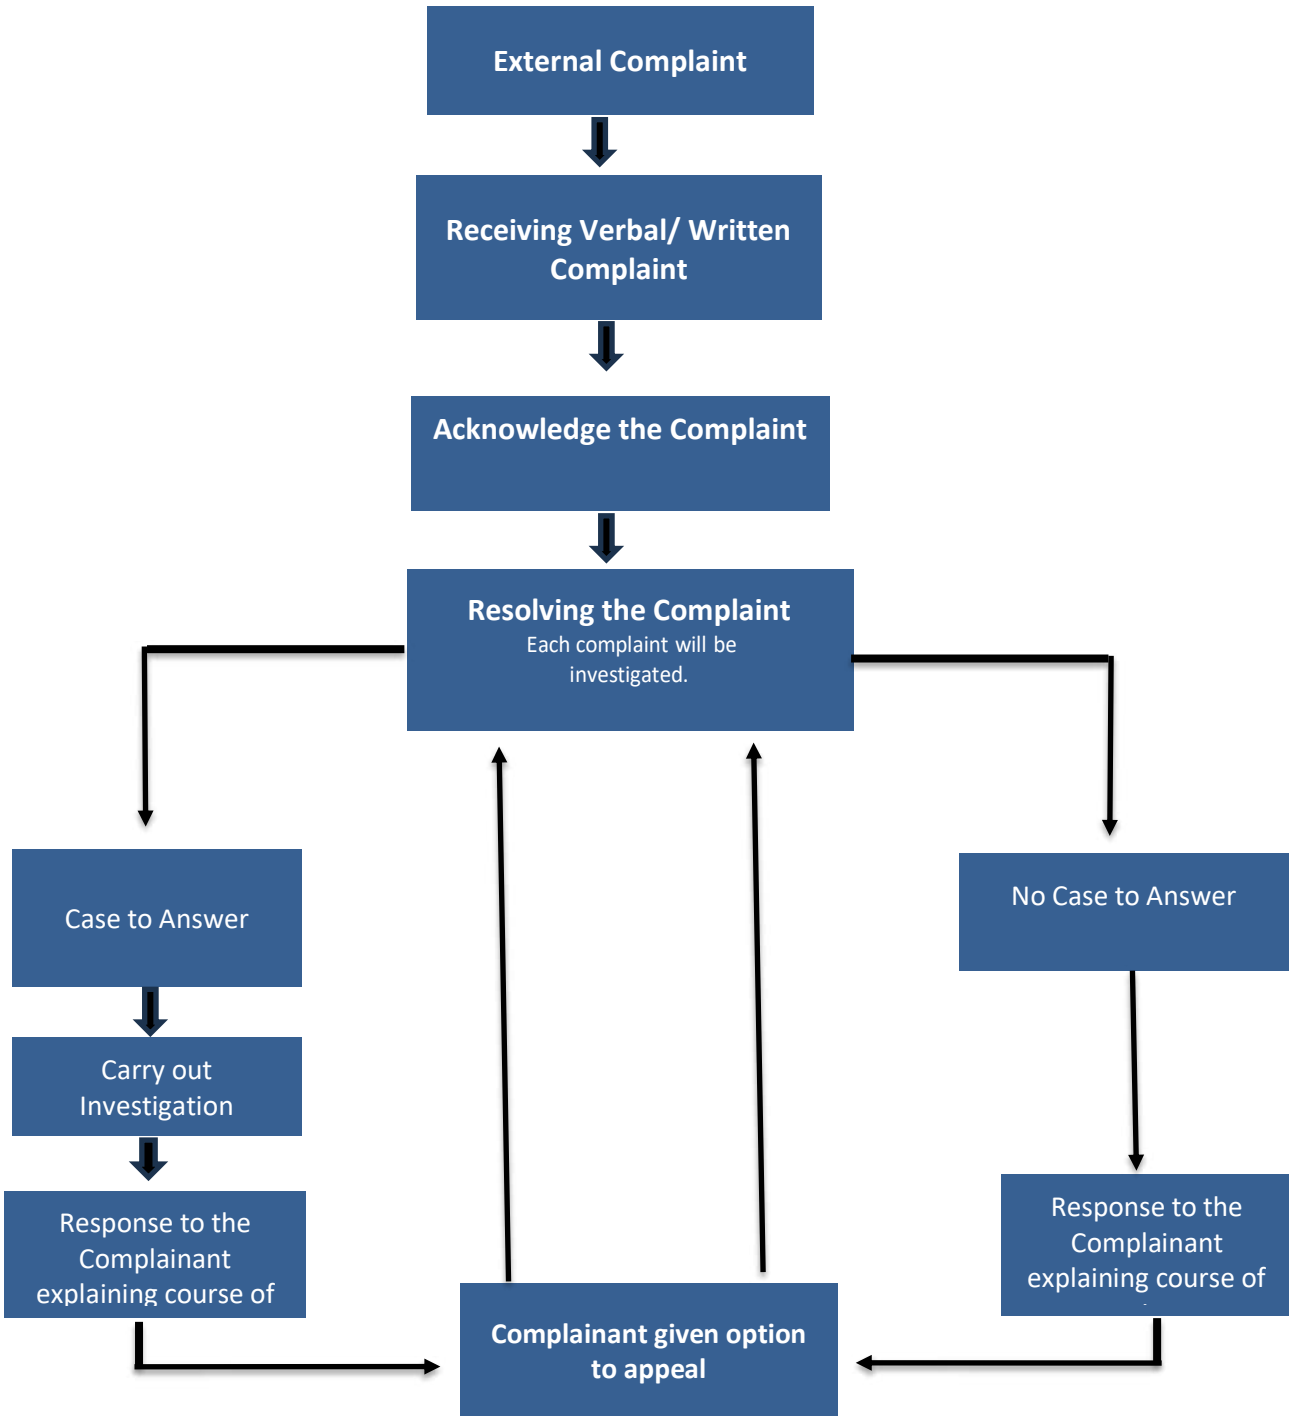 External Complaint
Receiving Verbal/ Written
Complaint
Acknowledge the Complaint
Resolving the Complaint
Each complaint will be
investigated.
Case to Answer
No Case to Answer
Carry out
Investigation
Response to the
Complainant
explaining course of
Response to the
Complainant
explaining course of
Complainant given option
to appeal